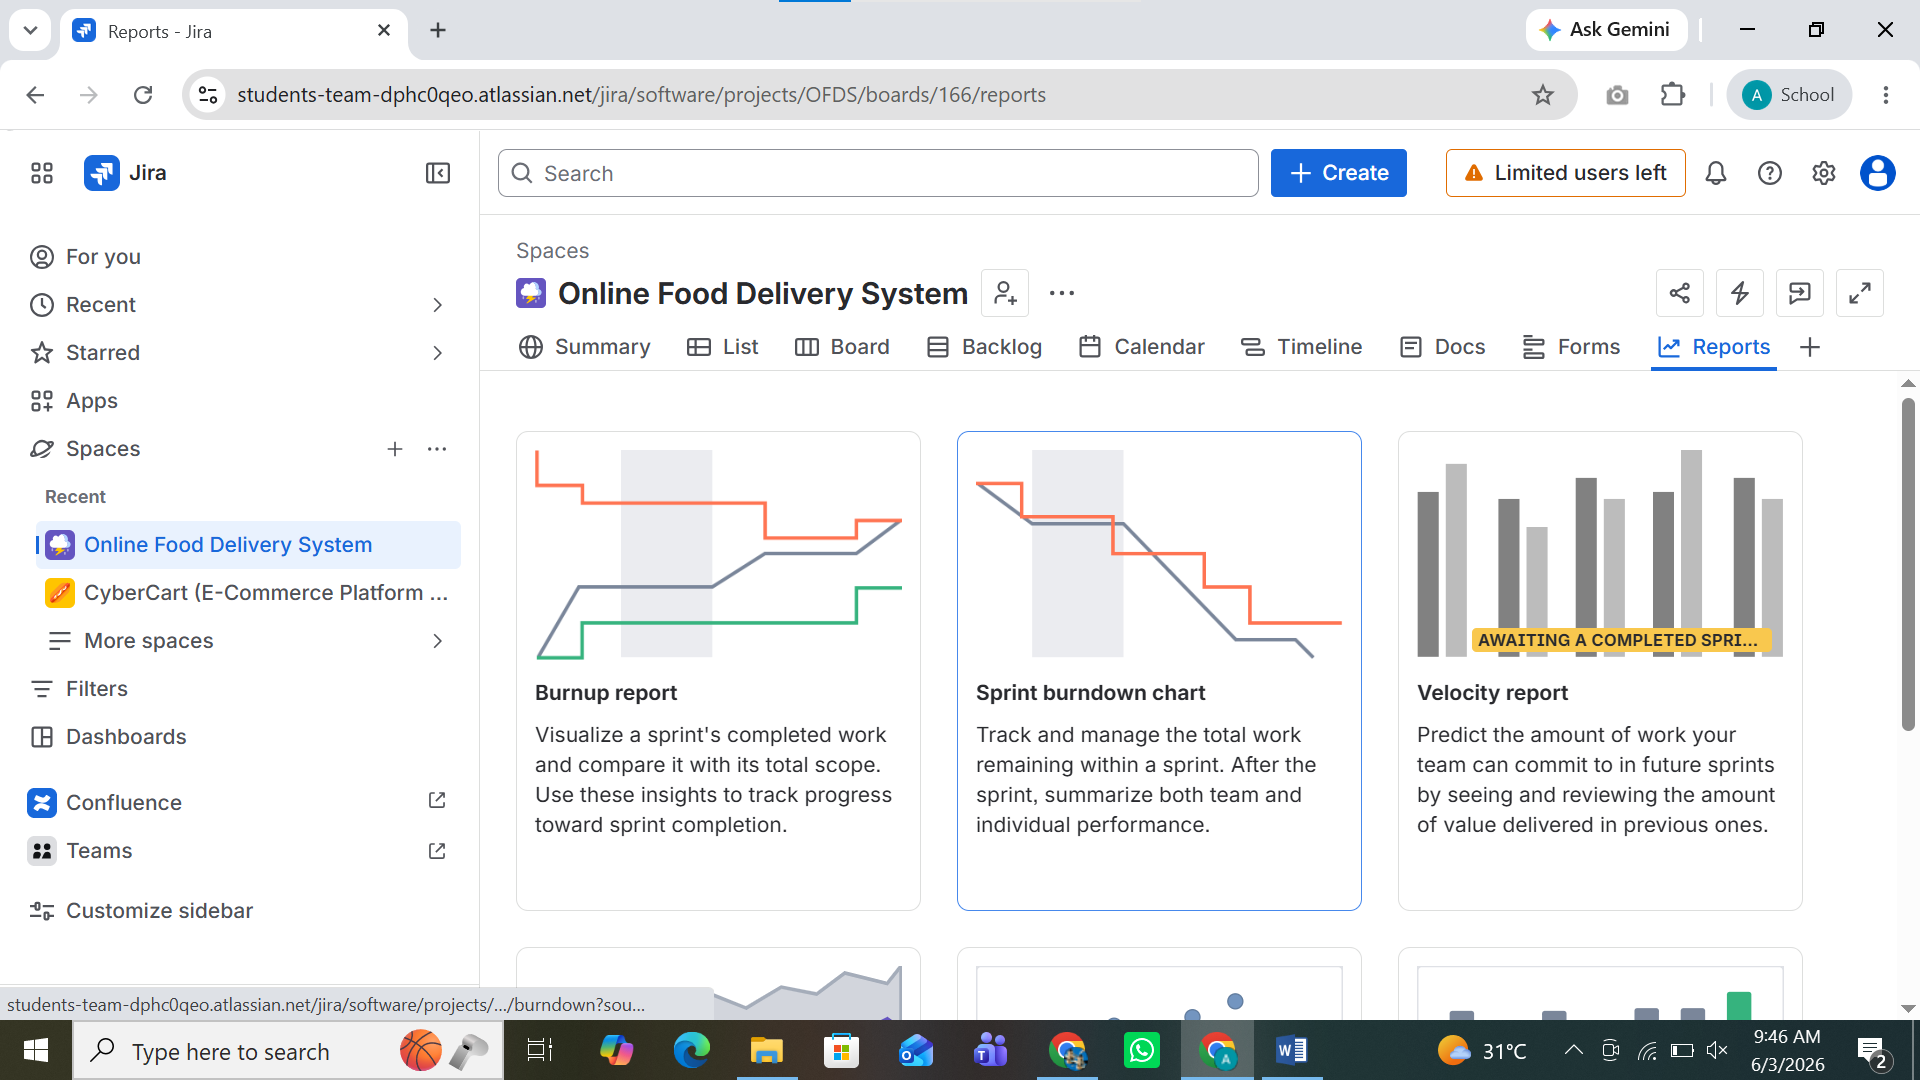 Reports - Jira
Ask Gemini
students-team-dphc0qeo.atlassian.net/jira/software/projects/OFDS/boards/166/reports
A School
Jira
Search
Create
Limited users left
For you
Recent
Starred
Apps
Spaces
Recent
Online Food Delivery System
CyberCart (E-Commerce Platform ...
More spaces
Filters
Dashboards
Confluence
Teams
Customize sidebar
Spaces
Online Food Delivery System
Summary
List
Board
Backlog
Calendar
Timeline
Docs
Forms
Reports
Burnup report
Visualize a sprint's completed work
and compare it with its total scope.
Use these insights to track progress
toward sprint completion.
Sprint burndown chart
Track and manage the total work
remaining within a sprint. After the
sprint, summarize both team and
individual performance.
AWAITING A COMPLETED SPRI...
Velocity report
Predict the amount of work your
team can commit to in future sprints
by seeing and reviewing the amount
of value delivered in previous ones.
students-team-dphc0qeo.atlassian.net/jira/software/projects/.../burndown?sou...
Type here to search
A
31°C
9:46 AM
6/3/2026
2